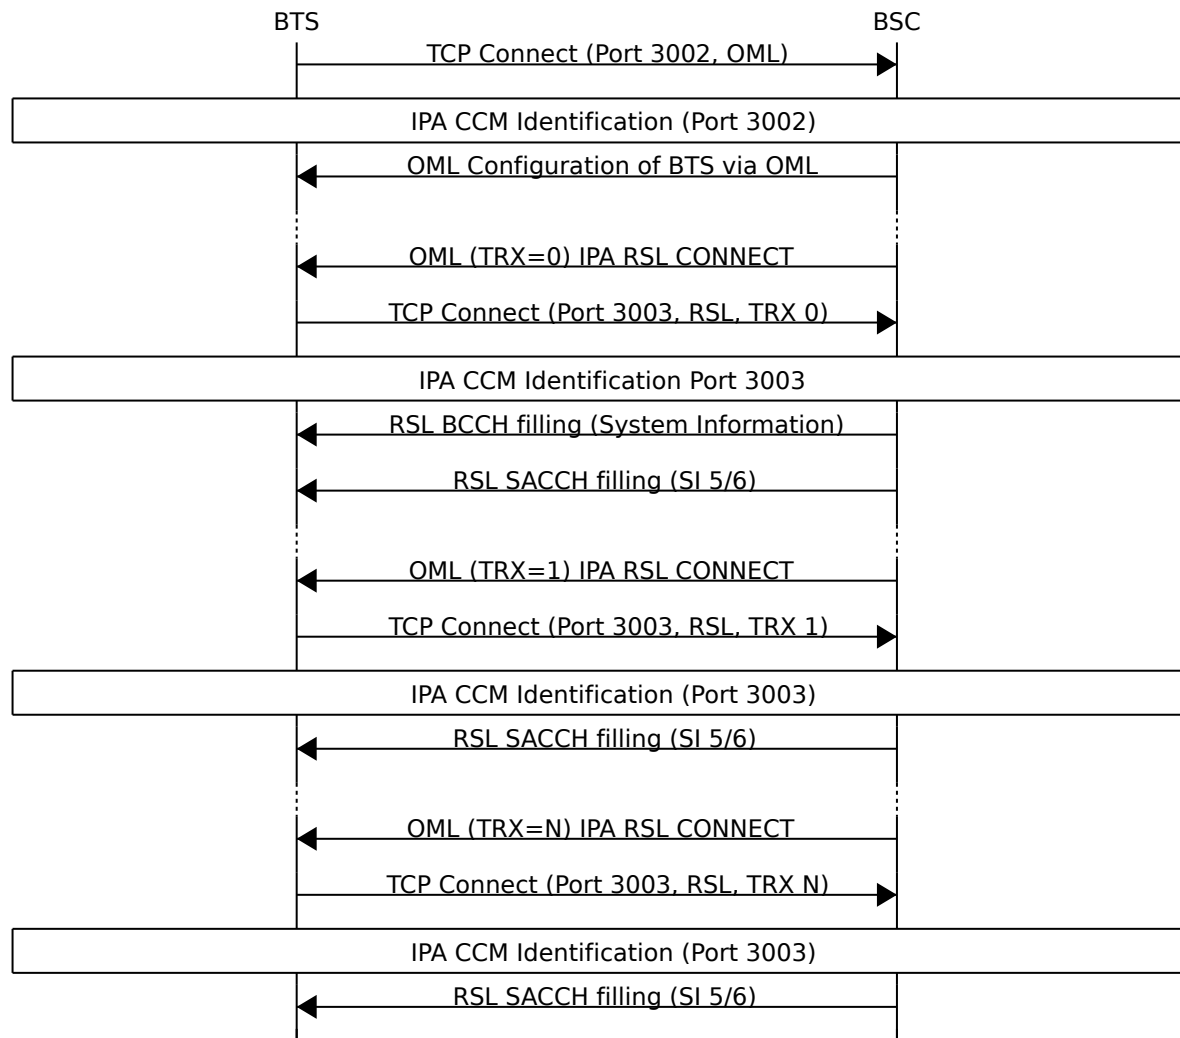 BTS BSC
TCP Connect (Port 3002, OML)
IPA CCM Identification (Port 3002)
OML Configuration of BTS via OML
OML (TRX=0) IPA RSL CONNECT
TCP Connect (Port 3003, RSL, TRX 0)
IPA CCM Identification Port 3003
RSL BCCH filling (System Information)
RSL SACCH filling (SI 5/6)
OML (TRX=1) IPA RSL CONNECT
TCP Connect (Port 3003, RSL, TRX 1)
IPA CCM Identification (Port 3003)
RSL SACCH filling (SI 5/6)
OML (TRX=N) IPA RSL CONNECT
TCP Connect (Port 3003, RSL, TRX N)
IPA CCM Identification (Port 3003)
RSL SACCH filling (SI 5/6)